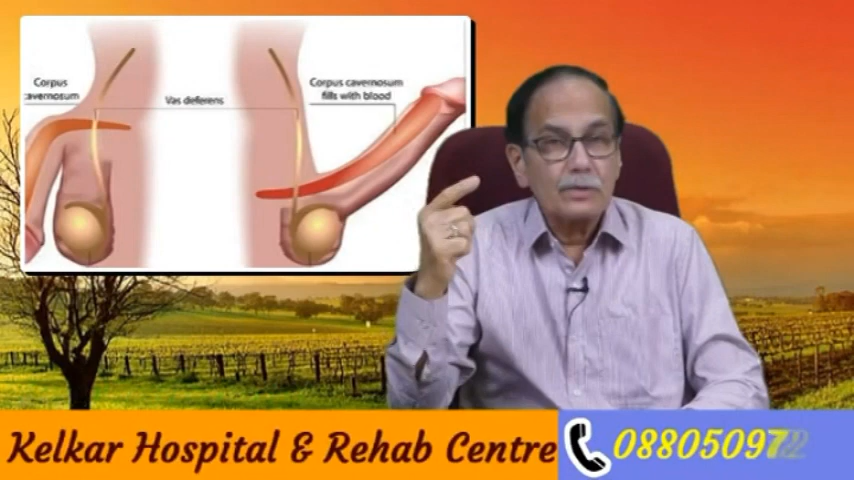 Corpus
cavernosum
Vas deferens
Corpus cavernosum
fills with blood
Kelkar Hospital & Rehab Centre
088050972